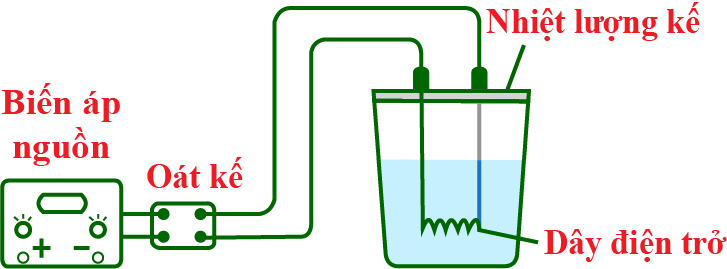 Nhiệt lượng kế
Biến áp
nguồn
Oát kế
+ −
Dây điện trở